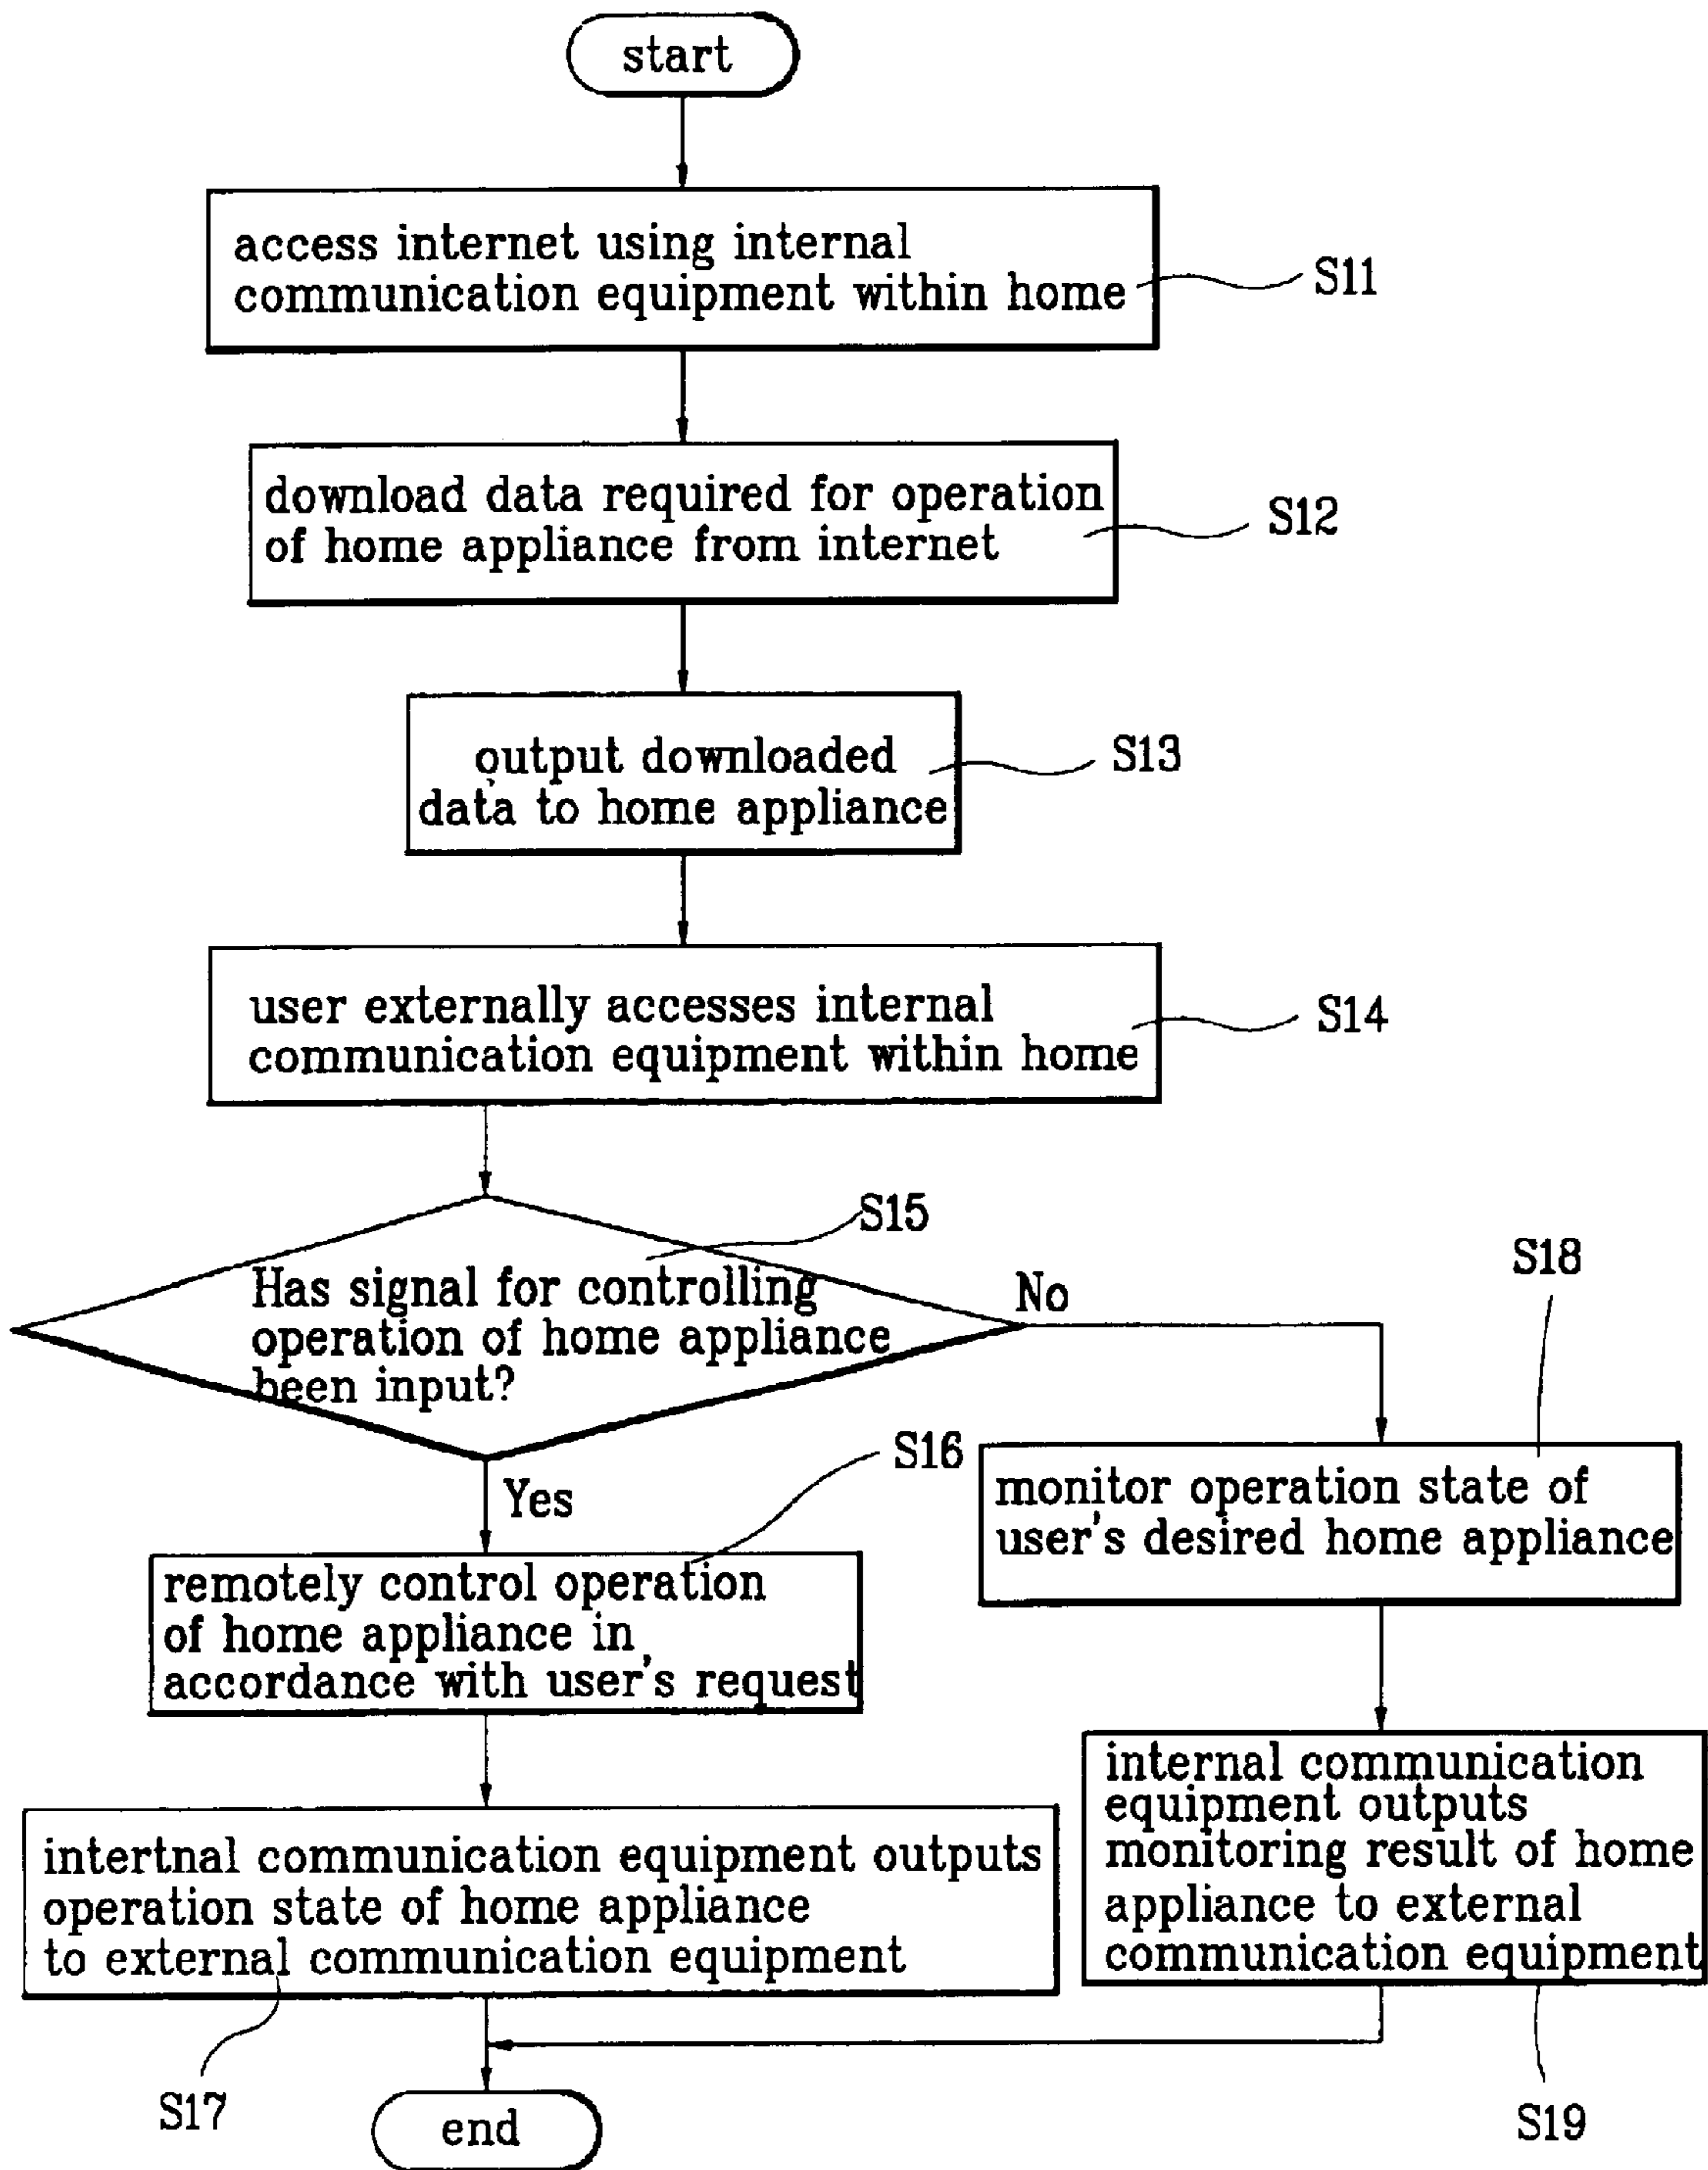 start
access internet using internal
communication equipment within home
S11
download data required for operation
of home appliance from internet
S12
output downloaded
data to home appliance
S13
user externally accesses internal
communication equipment within home
S14
S15
Has signal for controlling
operation of home appliance
been input?
No
Yes
S16
remotely control operation
of home appliance in
accordance with user's request
intertnal communication equipment outputs
operation state of home appliance
to external communication equipment
S17
S18
monitor operation state of
user's desired home appliance
internal communication
equipment outputs
monitoring result of home
appliance to external
communication equipment
S19
end